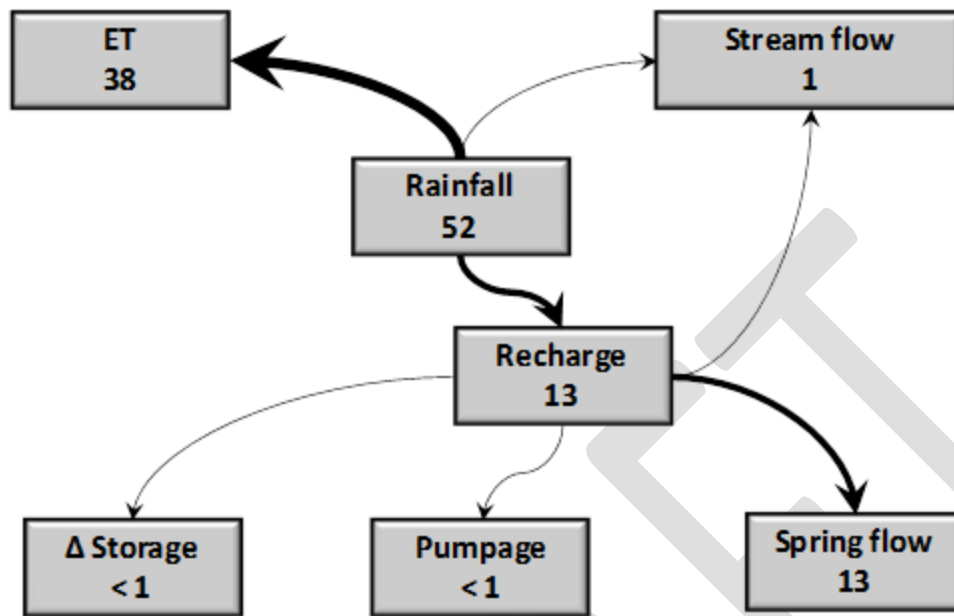 ET
38
Stream flow
1
Rainfall
52
Recharge
13
Δ Storage
< 1
Pumpage
< 1
Spring flow
13